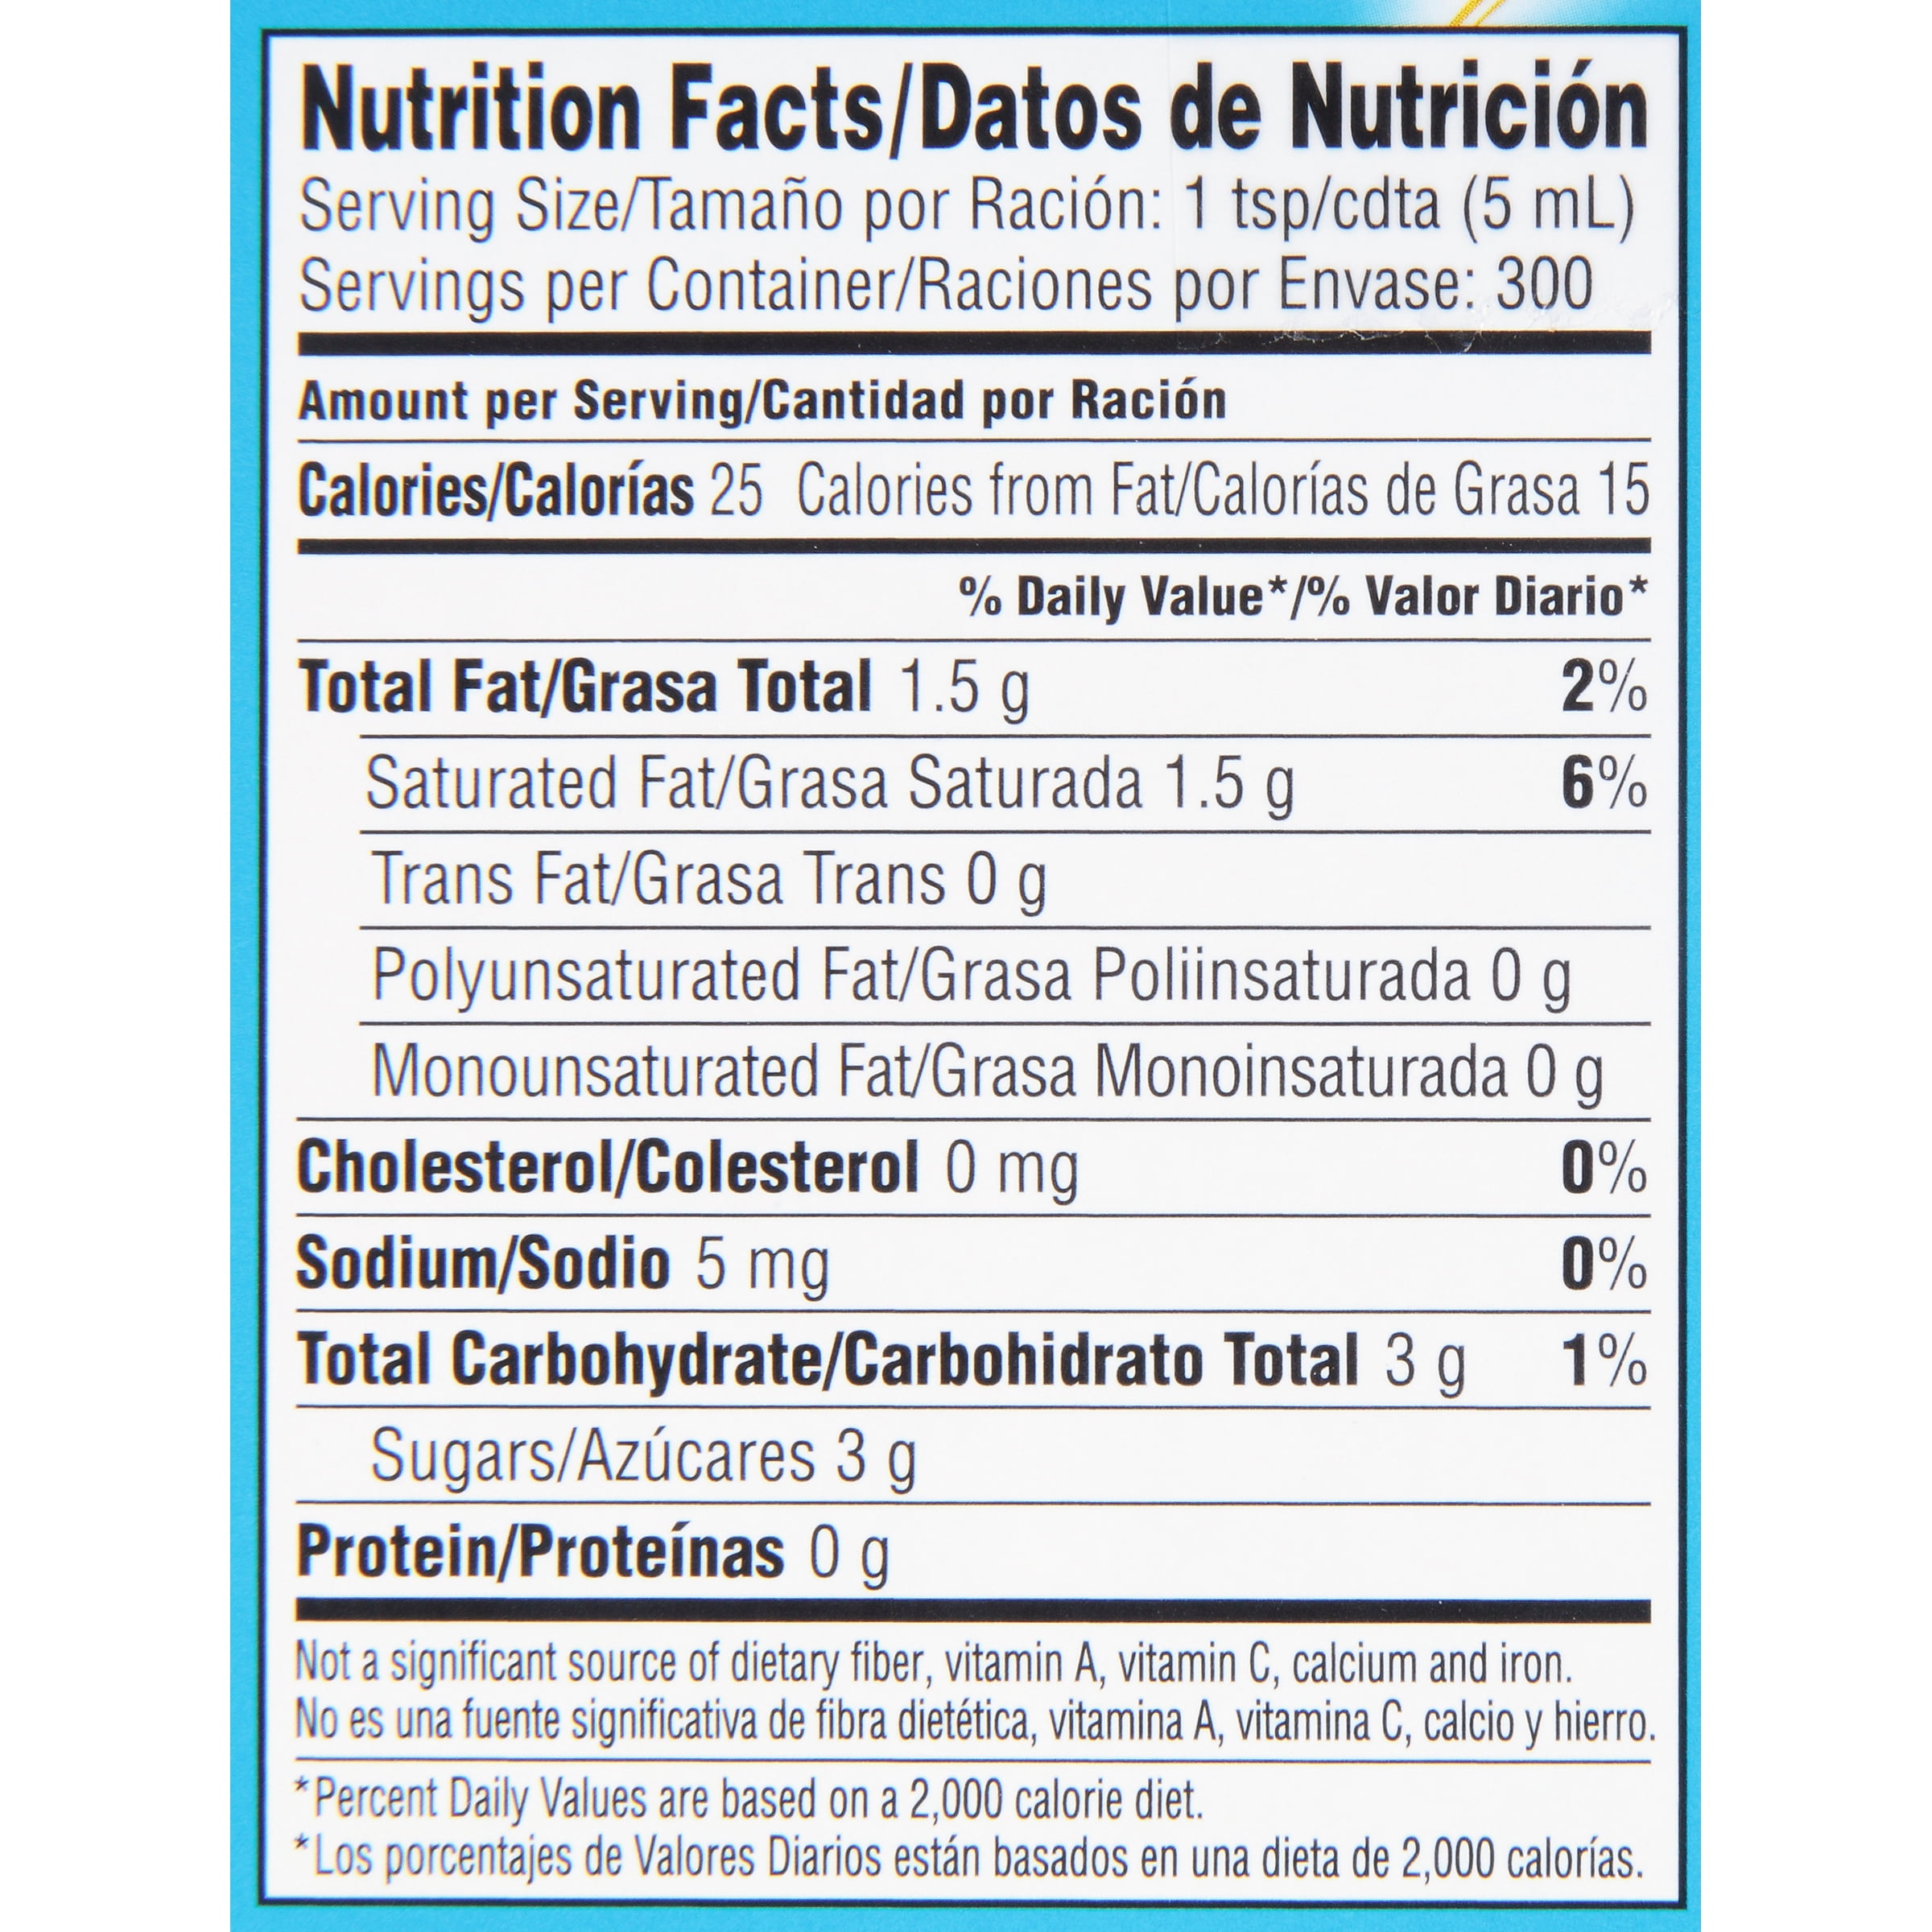 Nutrition Facts/Datos de Nutrición
Serving Size/Tamaño por Ración: 1 tsp/cdta (5 mL)
Servings per Container/Raciones por Envase: 300
Amount per Serving/Cantidad por Ración
Calories/Calorías 25 Calories from Fat/Calorías de Grasa 15
% Daily Value*/% Valor Diario*
Total Fat/Grasa Total 1.5 g 2%
Saturated Fat/Grasa Saturada 1.5 g 6%
Trans Fat/Grasa Trans 0 g
Polyunsaturated Fat/Grasa Poliinsaturada 0 g
Monounsaturated Fat/Grasa Monoinsaturada 0 g
Cholesterol/Colesterol 0 mg 0%
Sodium/Sodio 5 mg 0%
Total Carbohydrate/Carbohidrato Total 3 g 1%
Sugars/Azúcares 3 g
Protein/Proteínas 0 g
Not a significant source of dietary fiber, vitamin A, vitamin C, calcium and iron.
No es una fuente significativa de fibra dietética, vitamina A, vitamina C, calcio y hierro.
*Percent Daily Values are based on a 2,000 calorie diet.
*Los porcentajes de Valores Diarios están basados en una dieta de 2,000 calorías.